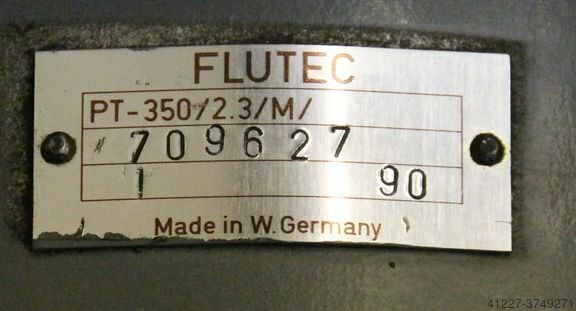 FLUTEC
PT-350/2.3/M/
709627
1 90
Made in W. Germany
41227-3749271